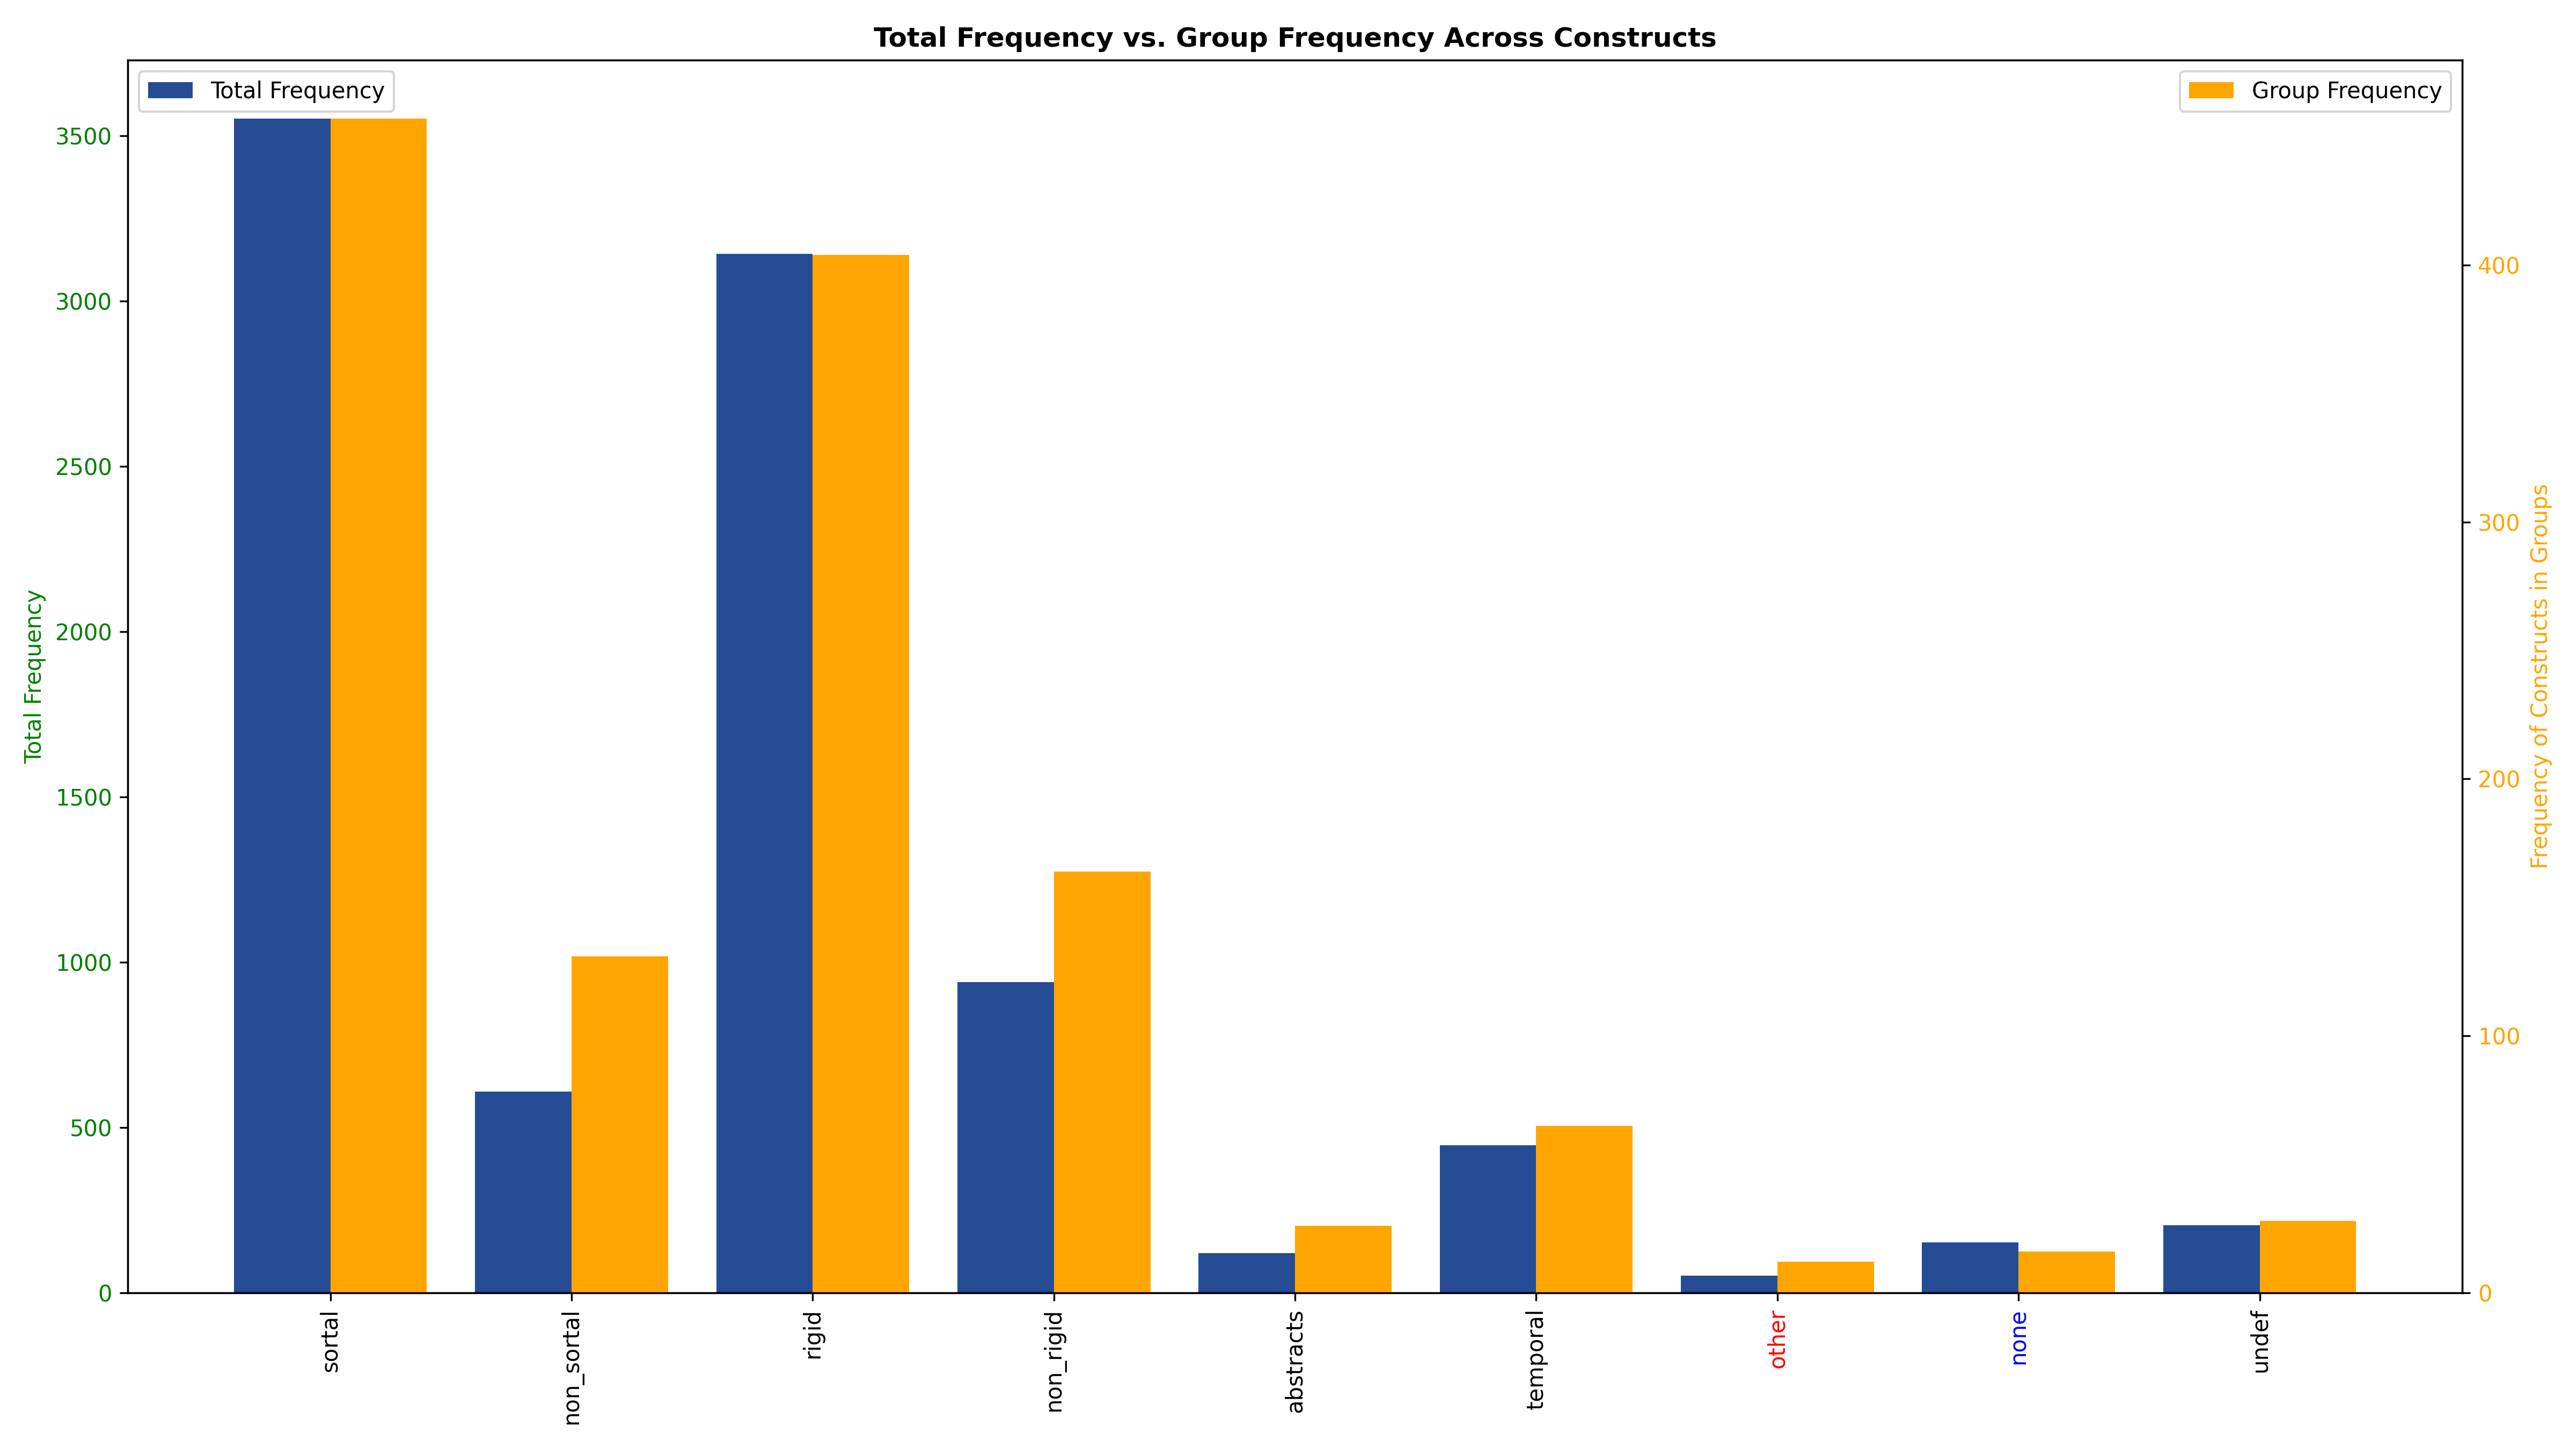 Total Frequency vs. Group Frequency Across Constructs
Total Frequency
Group Frequency
Total Frequency
3500
3000
2500
2000
1500
1000
500
0
400
300
200
100
0
Frequency of Constructs in Groups
sortal
non_sortal
rigid
non_rigid
abstracts
temporal
other
none
undef